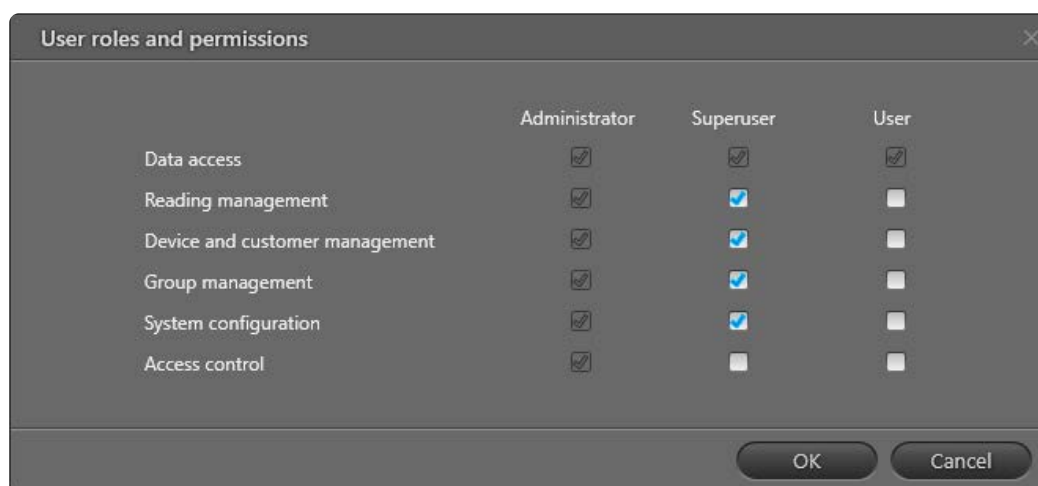 User roles and permissions
Administrator Superuser User
Data access
Reading management
Device and customer management
Group management
System configuration
Access control
OK Cancel